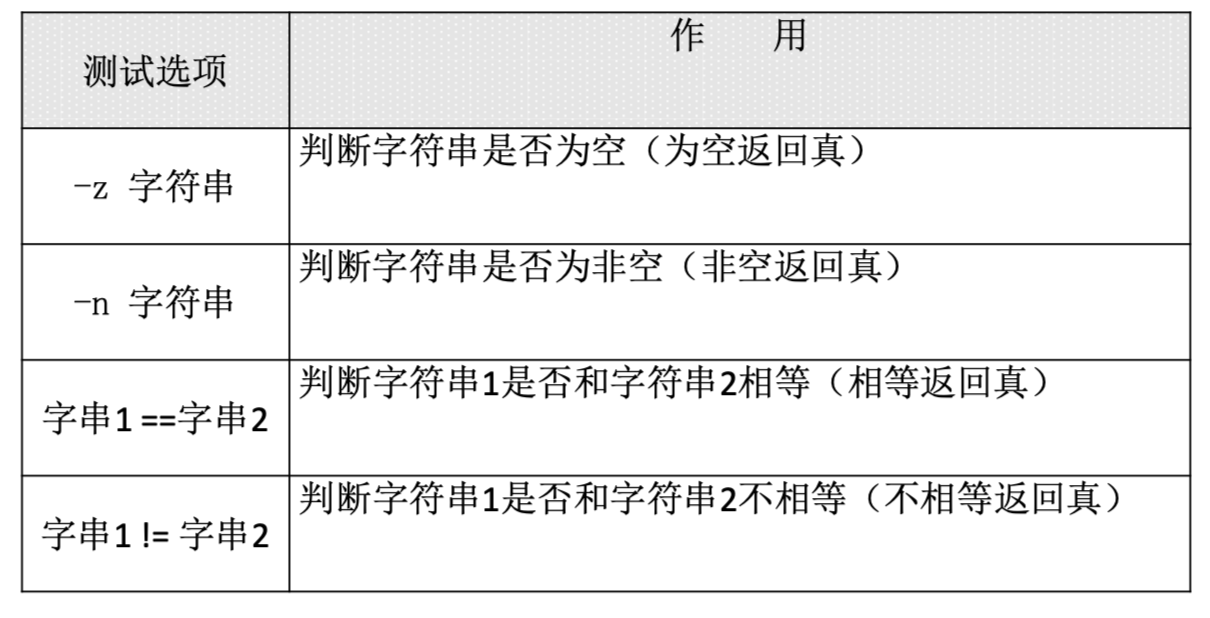 测试选项 作 用
-z 字符串 判断字符串是否为空（为空返回真）
-n 字符串 判断字符串是否为非空（非空返回真）
字串1 ==字串2 判断字符串1是否和字符串2相等（相等返回真）
字串1 != 字串2 判断字符串1是否和字符串2不相等（不相等返回真）